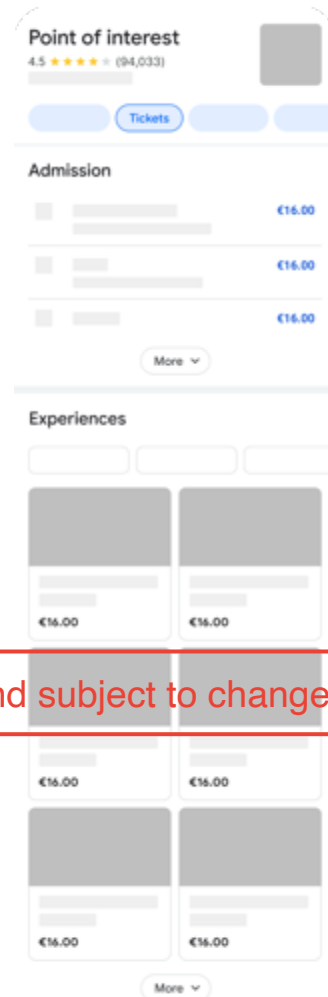 Point of interest
4.5 ★★★★★ (94,033)
Tickets
Admission
€16.00
€16.00
€16.00
More
Experiences
€16.00 €16.00
subject to change
€16.00 €16.00
€16.00 €16.00
More